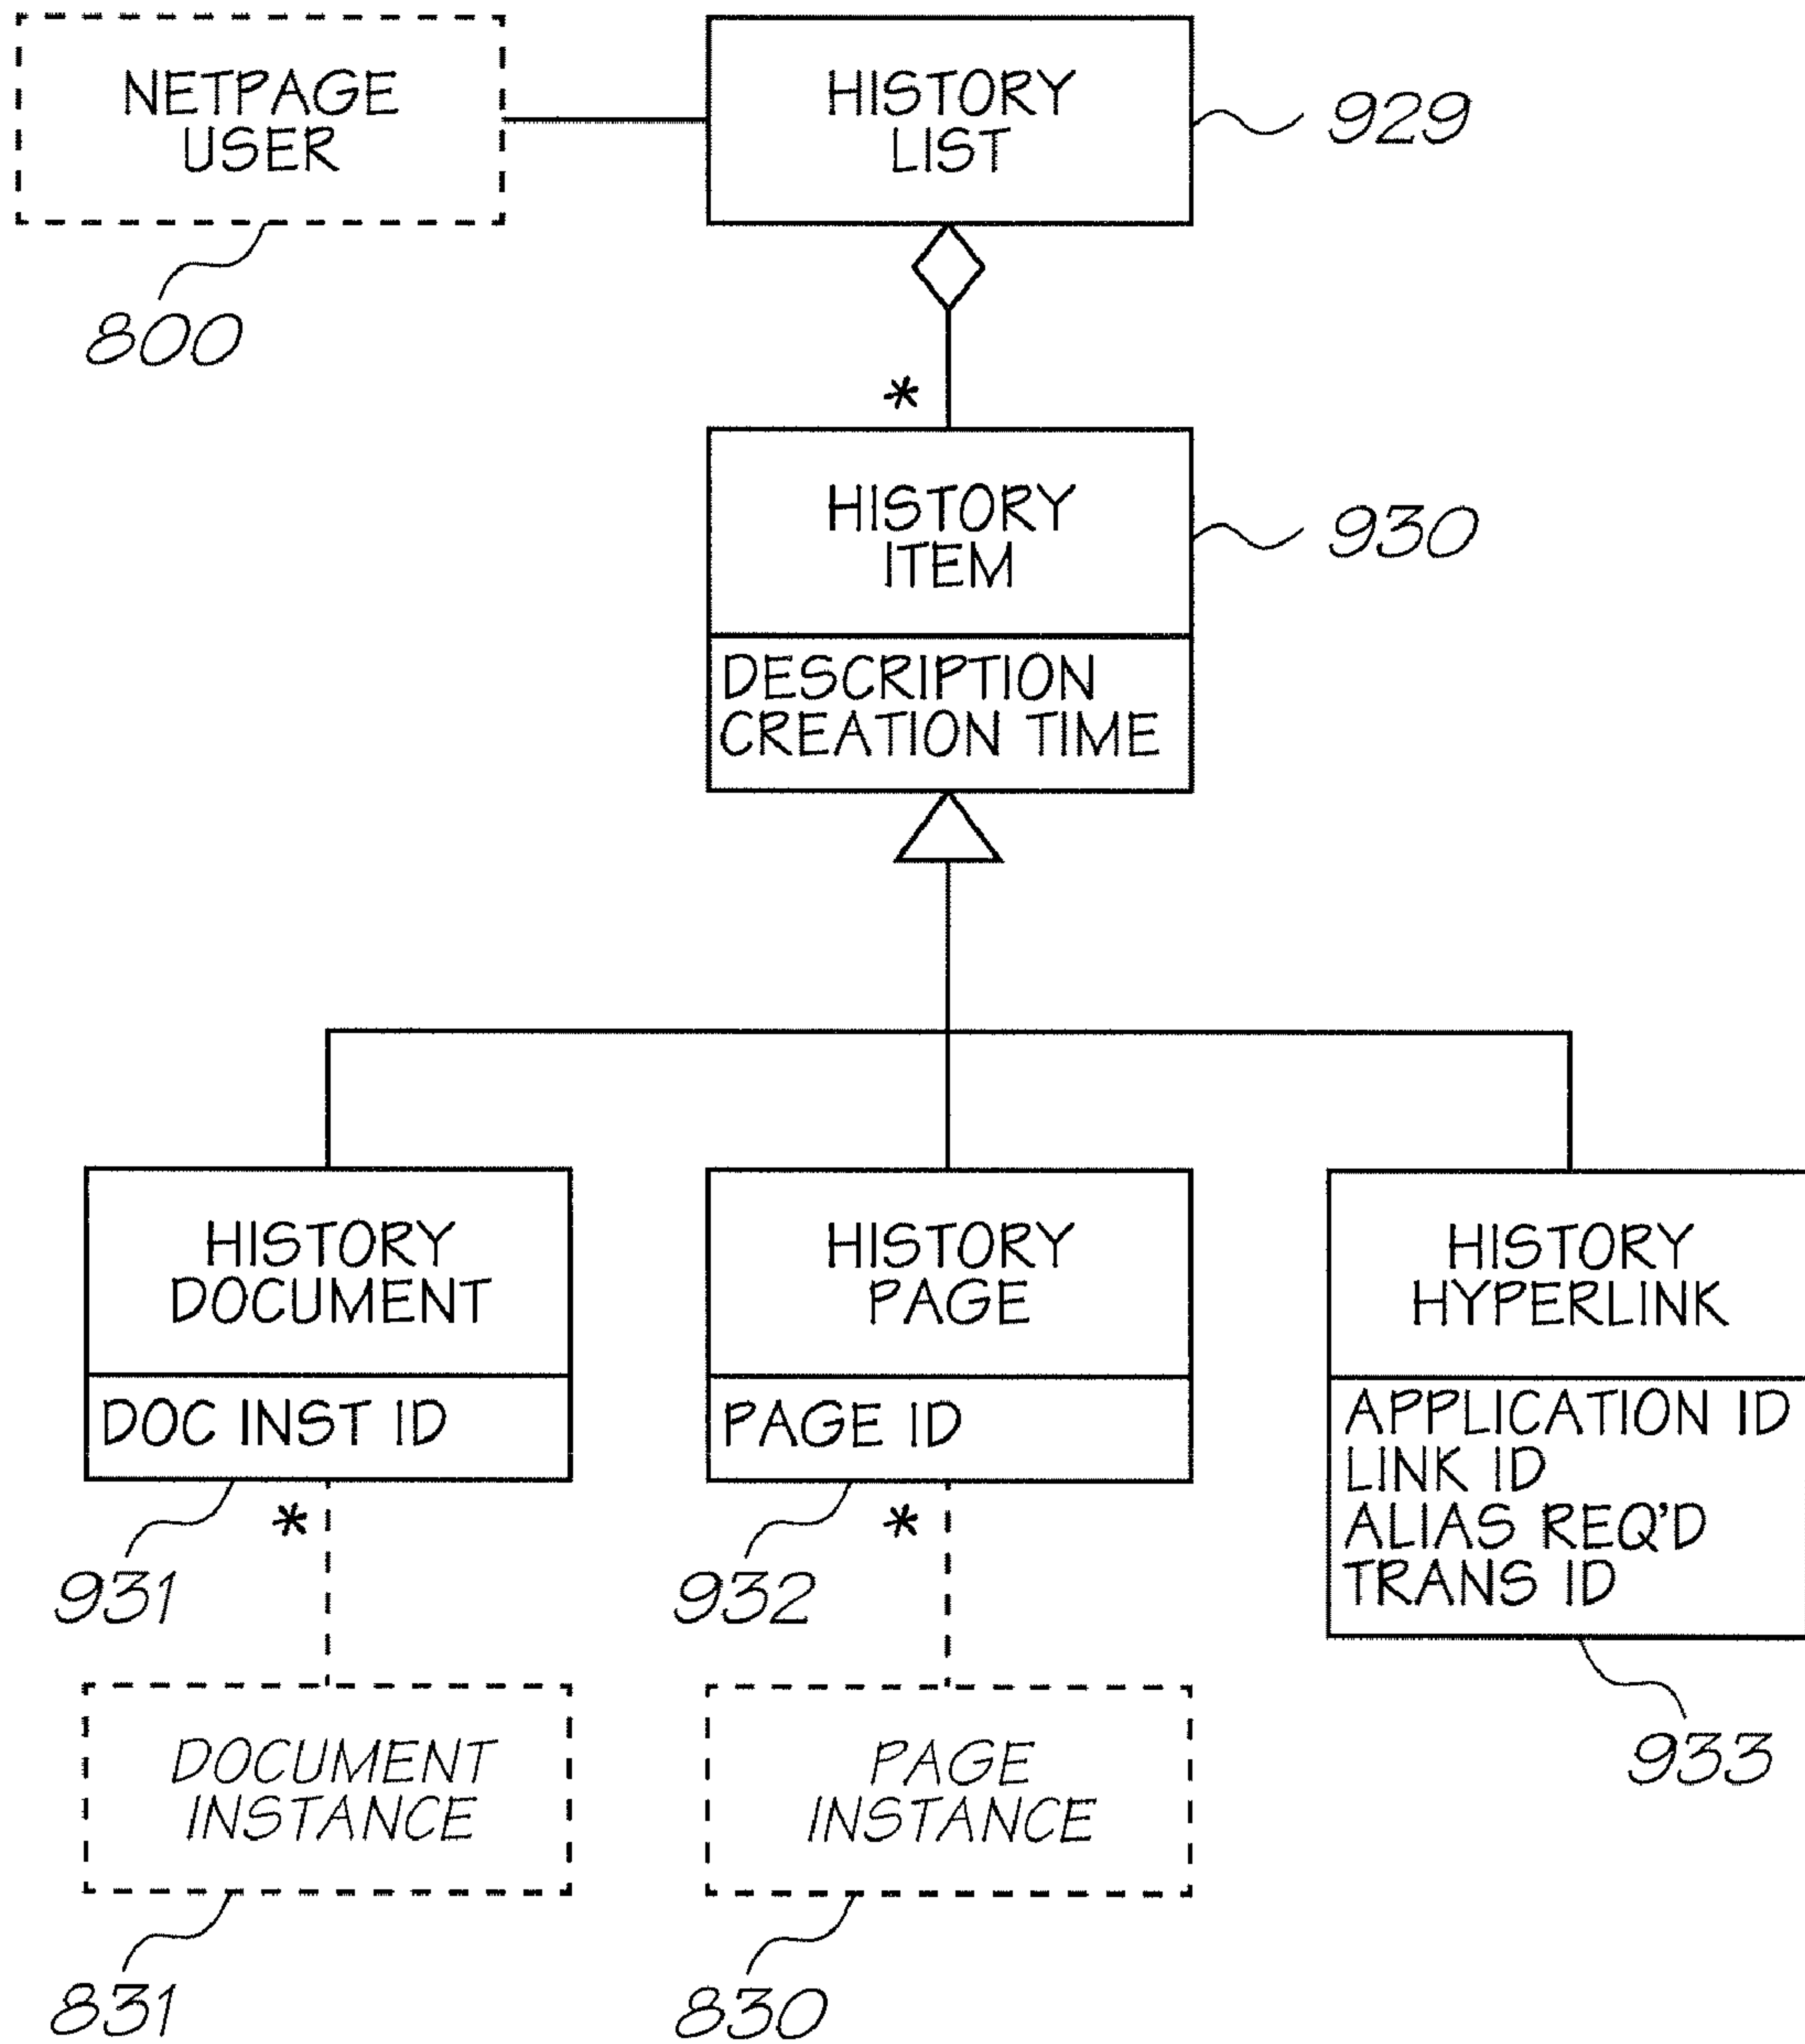 NETPAGE
USER
800
HISTORY
LIST
929
*
HISTORY
ITEM
930
DESCRIPTION
CREATION TIME
HISTORY
DOCUMENT
DOC INST ID
931
*
HISTORY
PAGE
PAGE ID
932
*
HISTORY
HYPERLINK
APPLICATION ID
LINK ID
ALIAS REQ'D
TRANS ID
933
DOCUMENT
INSTANCE
831
PAGE
INSTANCE
830